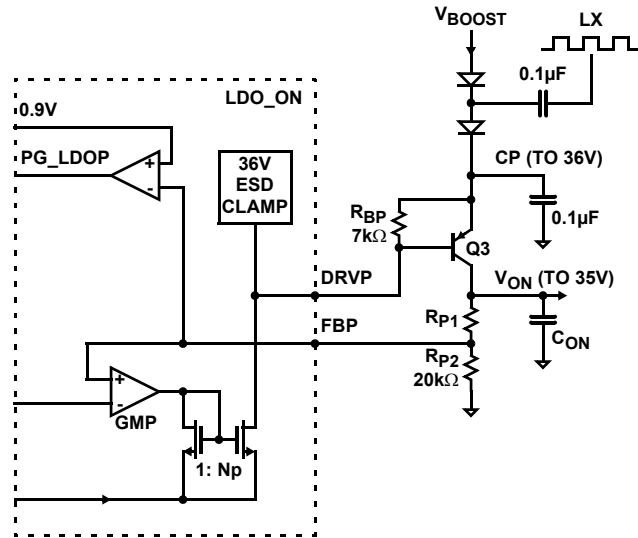 V_BOOST
LX
0.1µF
0.9V
LDO_ON
PG_LDOP
+
-
36V
ESD
CLAMP
CP (TO 36V)
R_BP
7kΩ
0.1µF
Q3
DRVP
V_ON (TO 35V)
FBP
R_P1
C_ON
R_P2
20kΩ
+
-
GMP
1: Np